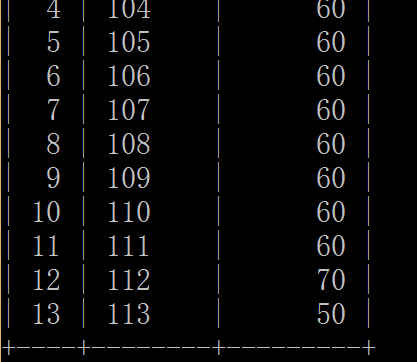 | 4 | 104 | 60 |
| 5 | 105 | 60 |
| 6 | 106 | 60 |
| 7 | 107 | 60 |
| 8 | 108 | 60 |
| 9 | 109 | 60 |
| 10 | 110 | 60 |
| 11 | 111 | 60 |
| 12 | 112 | 70 |
| 13 | 113 | 50 |
+----+---------+----------+